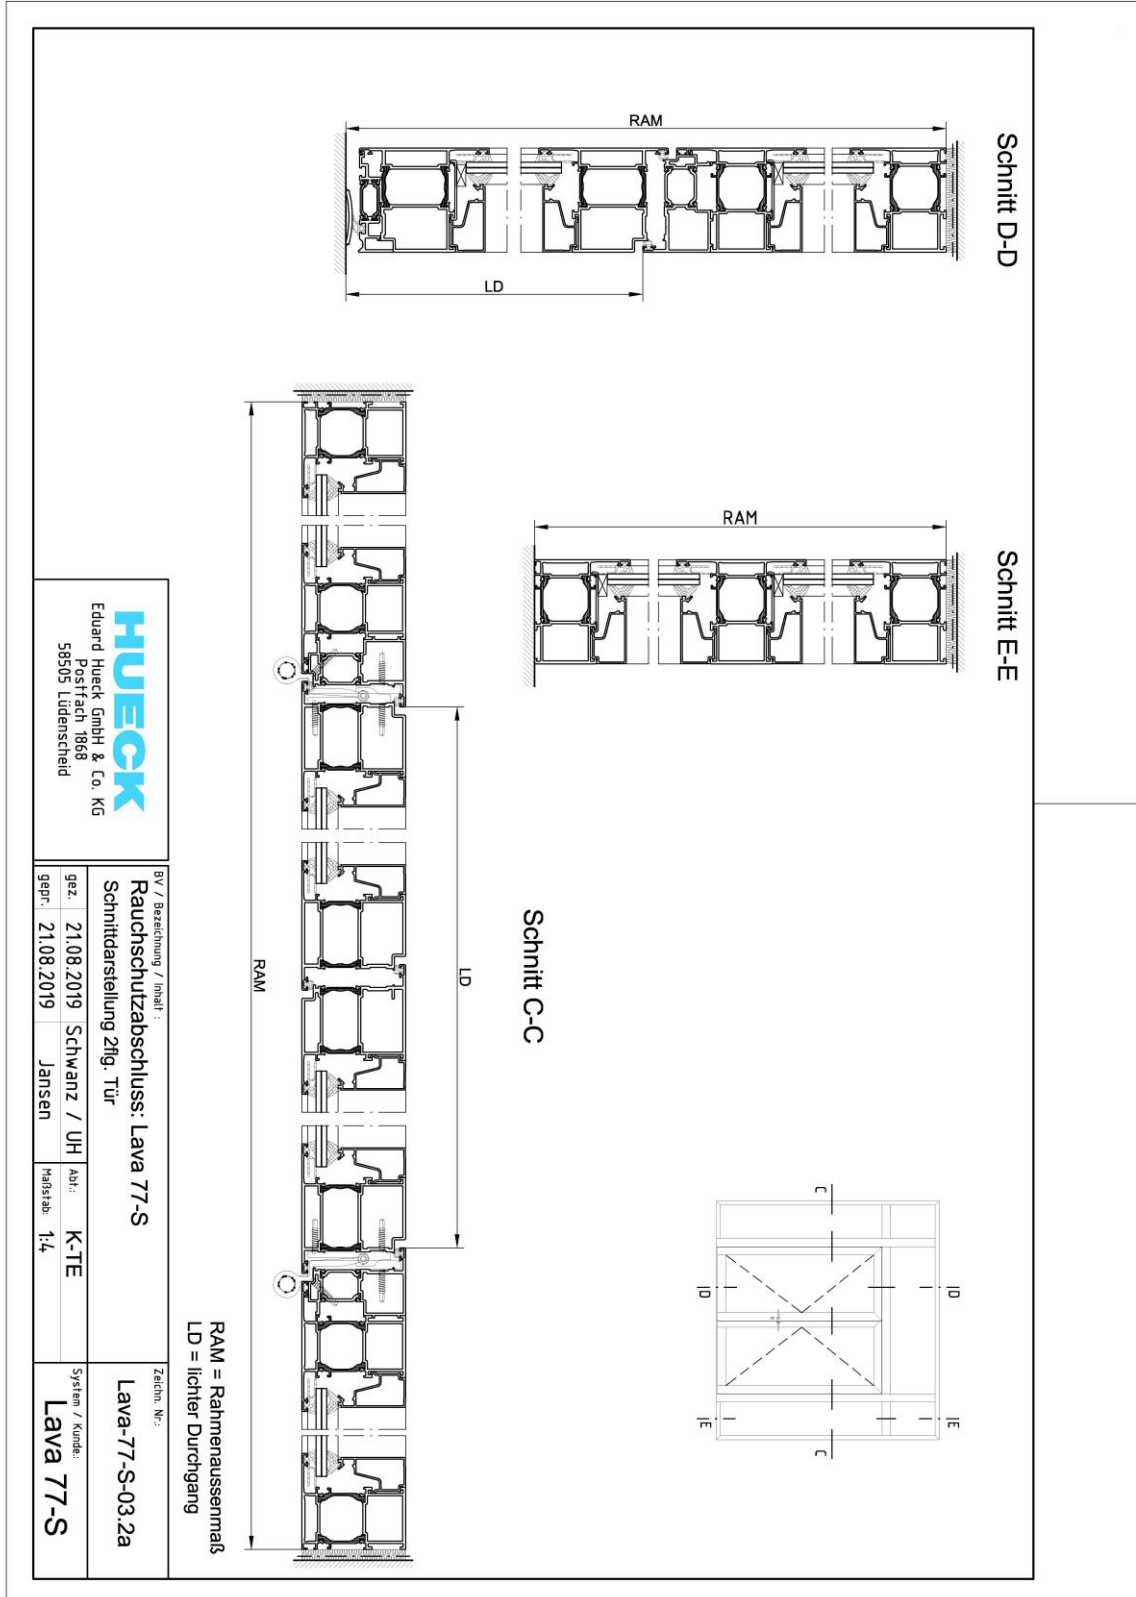 Schnitt D-D
RAM
LD
Schnitt E-E
RAM
Schnitt C-C
LD
RAM
C
C
D
D
E
E
RAM = Rahmenaussenmaß
LD = lichter Durchgang
HUECK
Eduard Hueck GmbH & Co. KG
Postfach 1868
58505 Lüdenscheid
BV / Bezeichnung / Inhalt :
Rauchschutzabschluss: Lava 77-S
Schnittdarstellung 2flg. Tür
Zeichn. Nr.:
Lava-77-S-03.2a
gez. 21.08.2019 Schwanz / UH
gepr. 21.08.2019 Jansen
Abt.: K-TE
Maßstab: 1:4
System / Kunde:
Lava 77-S